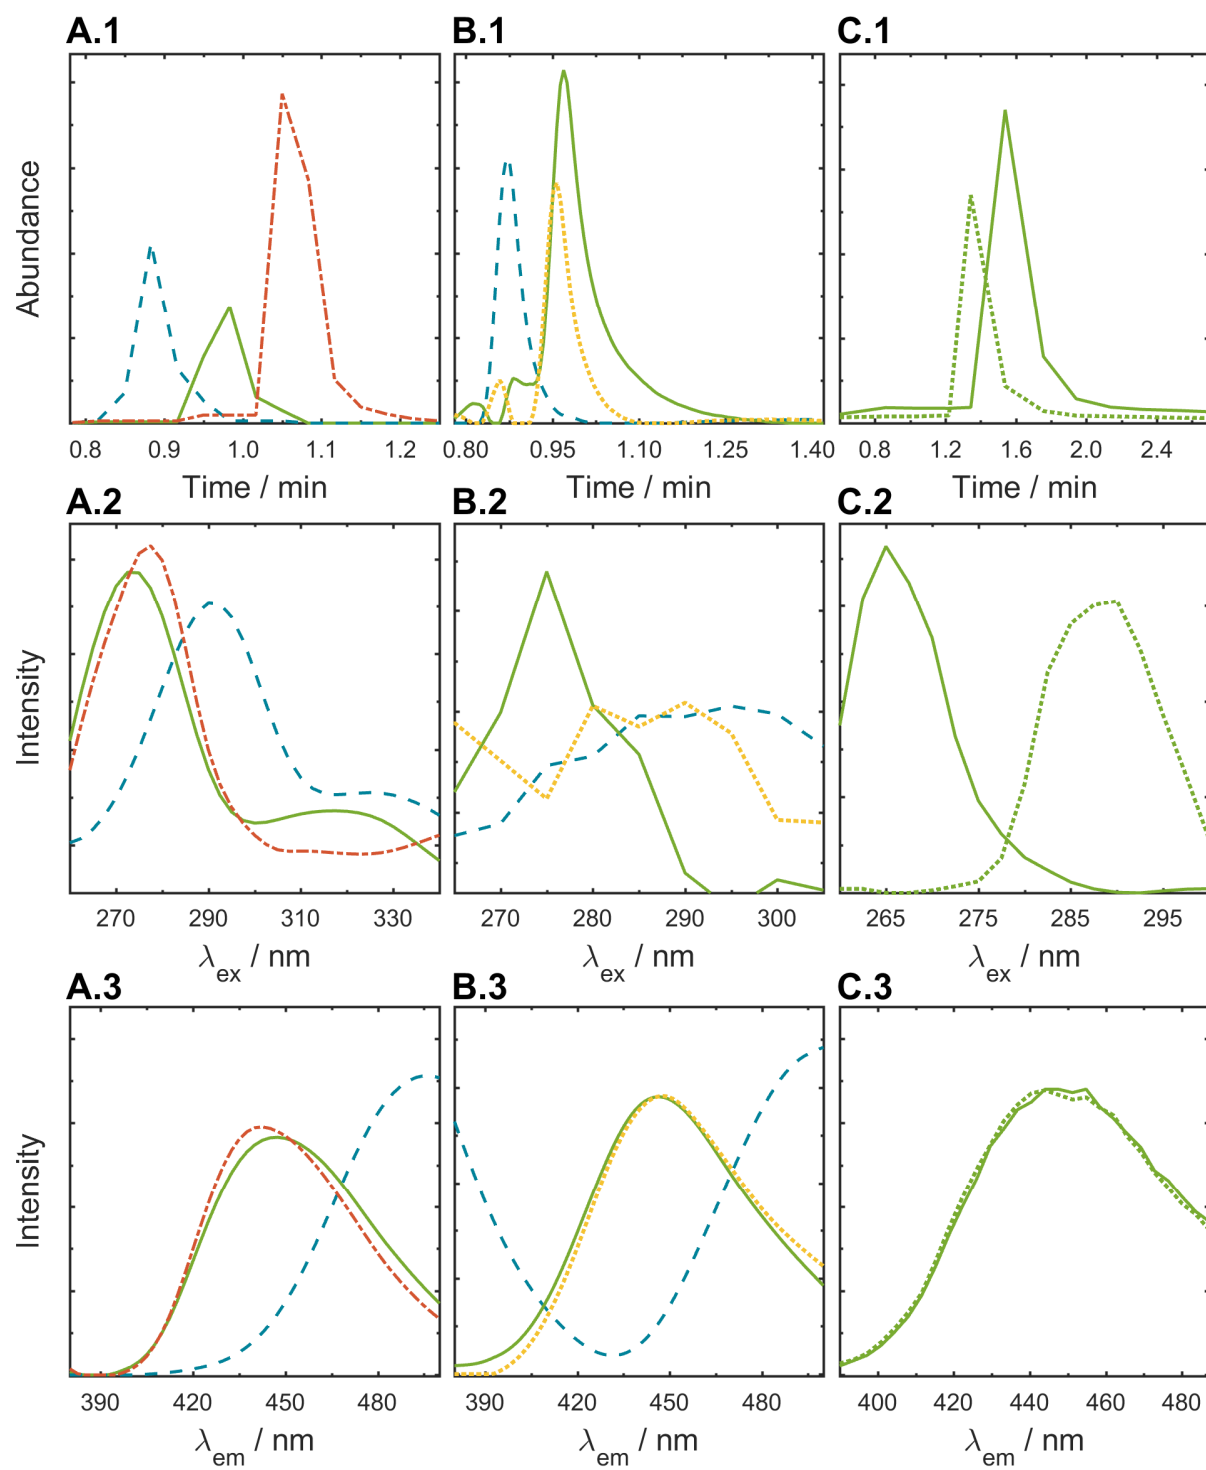 A.1 B.1 C.1
Abundance
0.8 0.9 1.0 1.1 1.2 0.80 0.95 1.10 1.25 1.40 0.8 1.2 1.6 2.0 2.4
Time / min Time / min Time / min
A.2 B.2 C.2
Intensity
270 290 310 330 270 280 290 300 265 275 285 295
λex / nm λex / nm λex / nm
A.3 B.3 C.3
Intensity
390 420 450 480 390 420 450 480 400 420 440 460 480
λem / nm λem / nm λem / nm